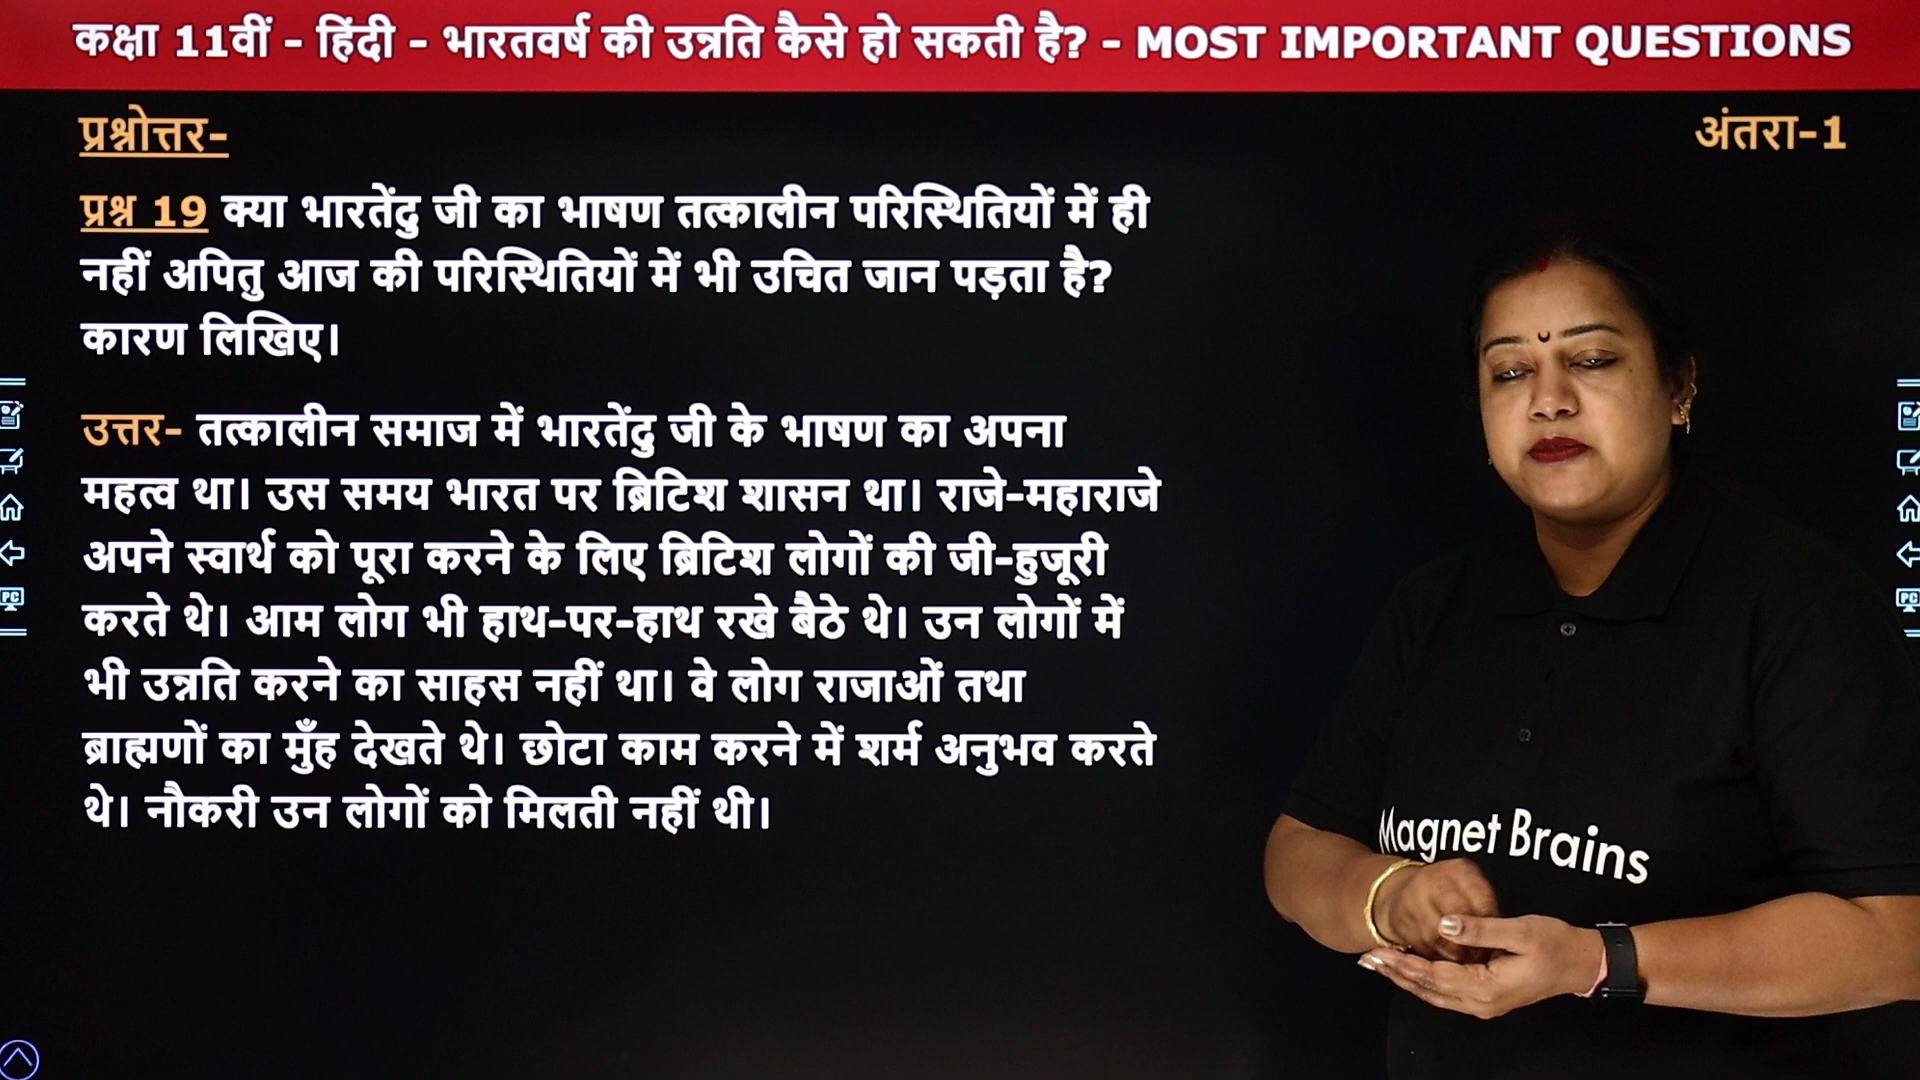 कक्षा 11वीं - हिंदी - भारतवर्ष की उन्नति कैसे हो सकती है? - MOST IMPORTANT QUESTIONS
प्रश्नोत्तर-
अंतरा-1
प्रश्न 19 क्या भारतेंदु जी का भाषण तत्कालीन परिस्थितियों में ही
नहीं अपितु आज की परिस्थितियों में भी उचित जान पड़ता है?
कारण लिखिए।
उत्तर- तत्कालीन समाज में भारतेंदु जी के भाषण का अपना
महत्व था। उस समय भारत पर ब्रिटिश शासन था। राजे-महाराजे
अपने स्वार्थ को पूरा करने के लिए ब्रिटिश लोगों की जी-हुजूरी
करते थे। आम लोग भी हाथ-पर-हाथ रखे बैठे थे। उन लोगों में
भी उन्नति करने का साहस नहीं था। वे लोग राजाओं तथा
ब्राह्मणों का मुँह देखते थे। छोटा काम करने में शर्म अनुभव करते
थे। नौकरी उन लोगों को मिलती नहीं थी।
Magnet Brains
PC
PC